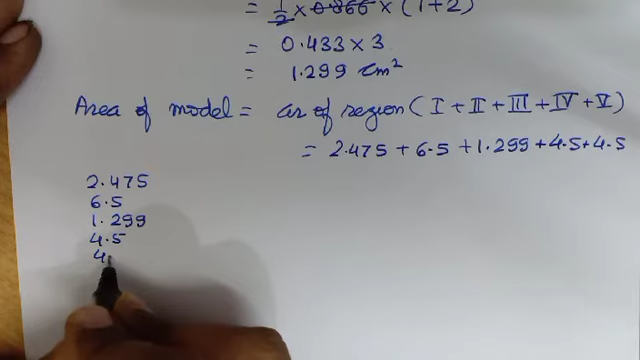 = 1/2 × 0.866 × (1+2)
= 0.433 × 3
= 1.299 cm²
Area of model = ar of region (I + II + III + IV + V)
= 2.475 + 6.5 + 1.299 + 4.5 + 4.5
2.475
6.5
1.299
4.5
4.